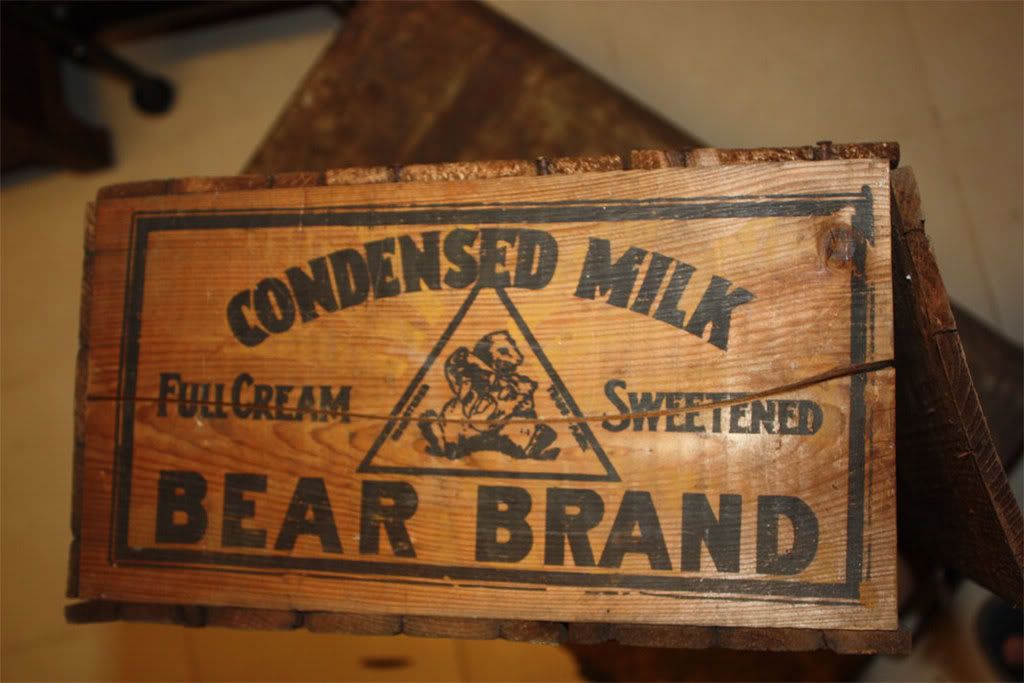 CONDENSED MILK
FULL CREAM
SWEETENED
BEAR BRAND